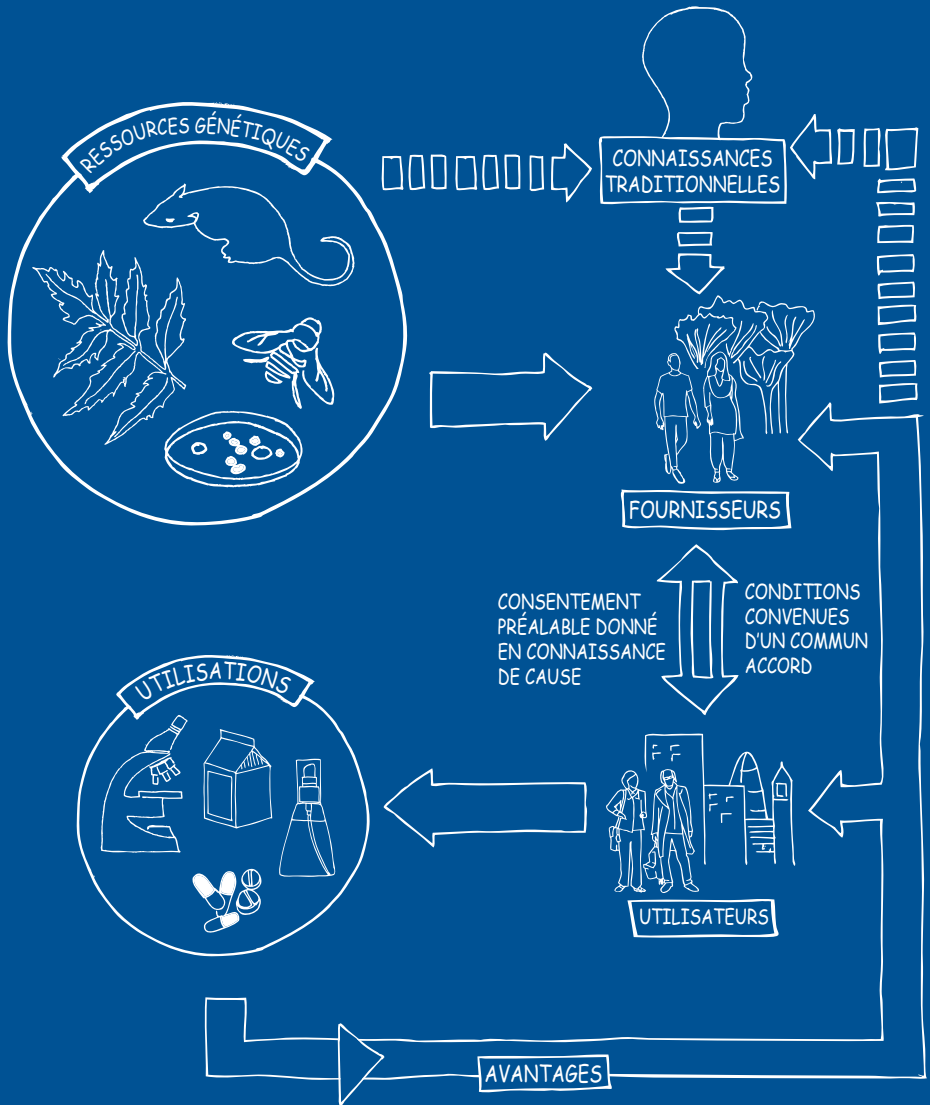 RESSOURCES GÉNÉTIQUES
CONNAISSANCES
TRADITIONNELLES
FOURNISSEURS
CONSENTEMENT
PRÉALABLE DONNÉ
EN CONNAISSANCE
DE CAUSE
CONDITIONS
CONVENUES
D'UN COMMUN
ACCORD
UTILISATIONS
UTILISATEURS
AVANTAGES